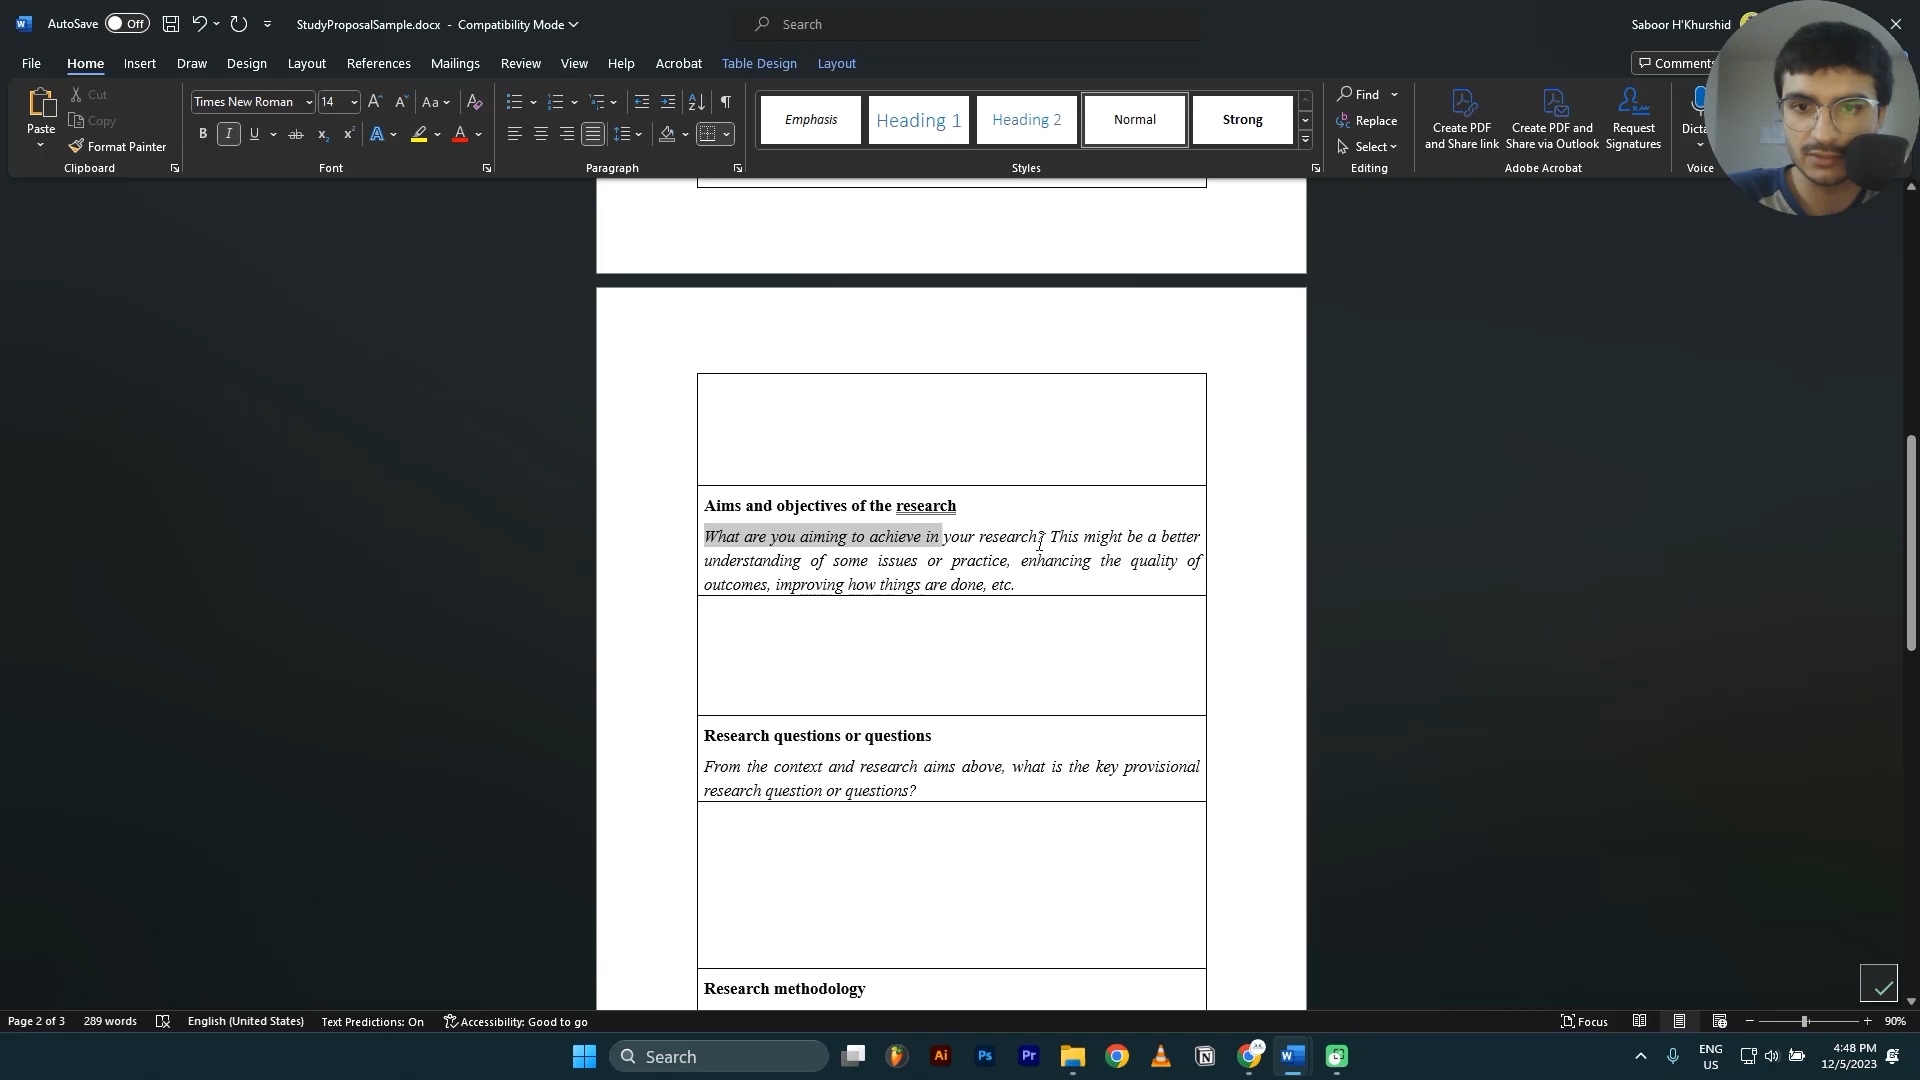 AutoSave Off StudyProposalSample.docx - Compatibility Mode Search Saboor H'Khurshid
File Home Insert Draw Design Layout References Mailings Review View Help Acrobat Table Design Layout Comments
Paste Cut Copy Format Painter
Times New Roman 14 Aa
B I U ab x₂ x² A A
Emphasis Heading 1 Heading 2 Normal Strong
Find Replace Select
Create PDF and Share link
Create PDF and Share via Outlook
Request Signatures
Clipboard Font Paragraph Styles Editing Adobe Acrobat Voice
Aims and objectives of the research
What are you aiming to achieve in your research? This might be a better
understanding of some issues or practice, enhancing the quality of
outcomes, improving how things are done, etc.
Research questions or questions
From the context and research aims above, what is the key provisional
research question or questions?
Research methodology
Page 2 of 3 289 words English (United States) Text Predictions: On Accessibility: Good to go Focus 90%
Search Ai Ps Pr ENG US 4:48 PM 12/5/2023